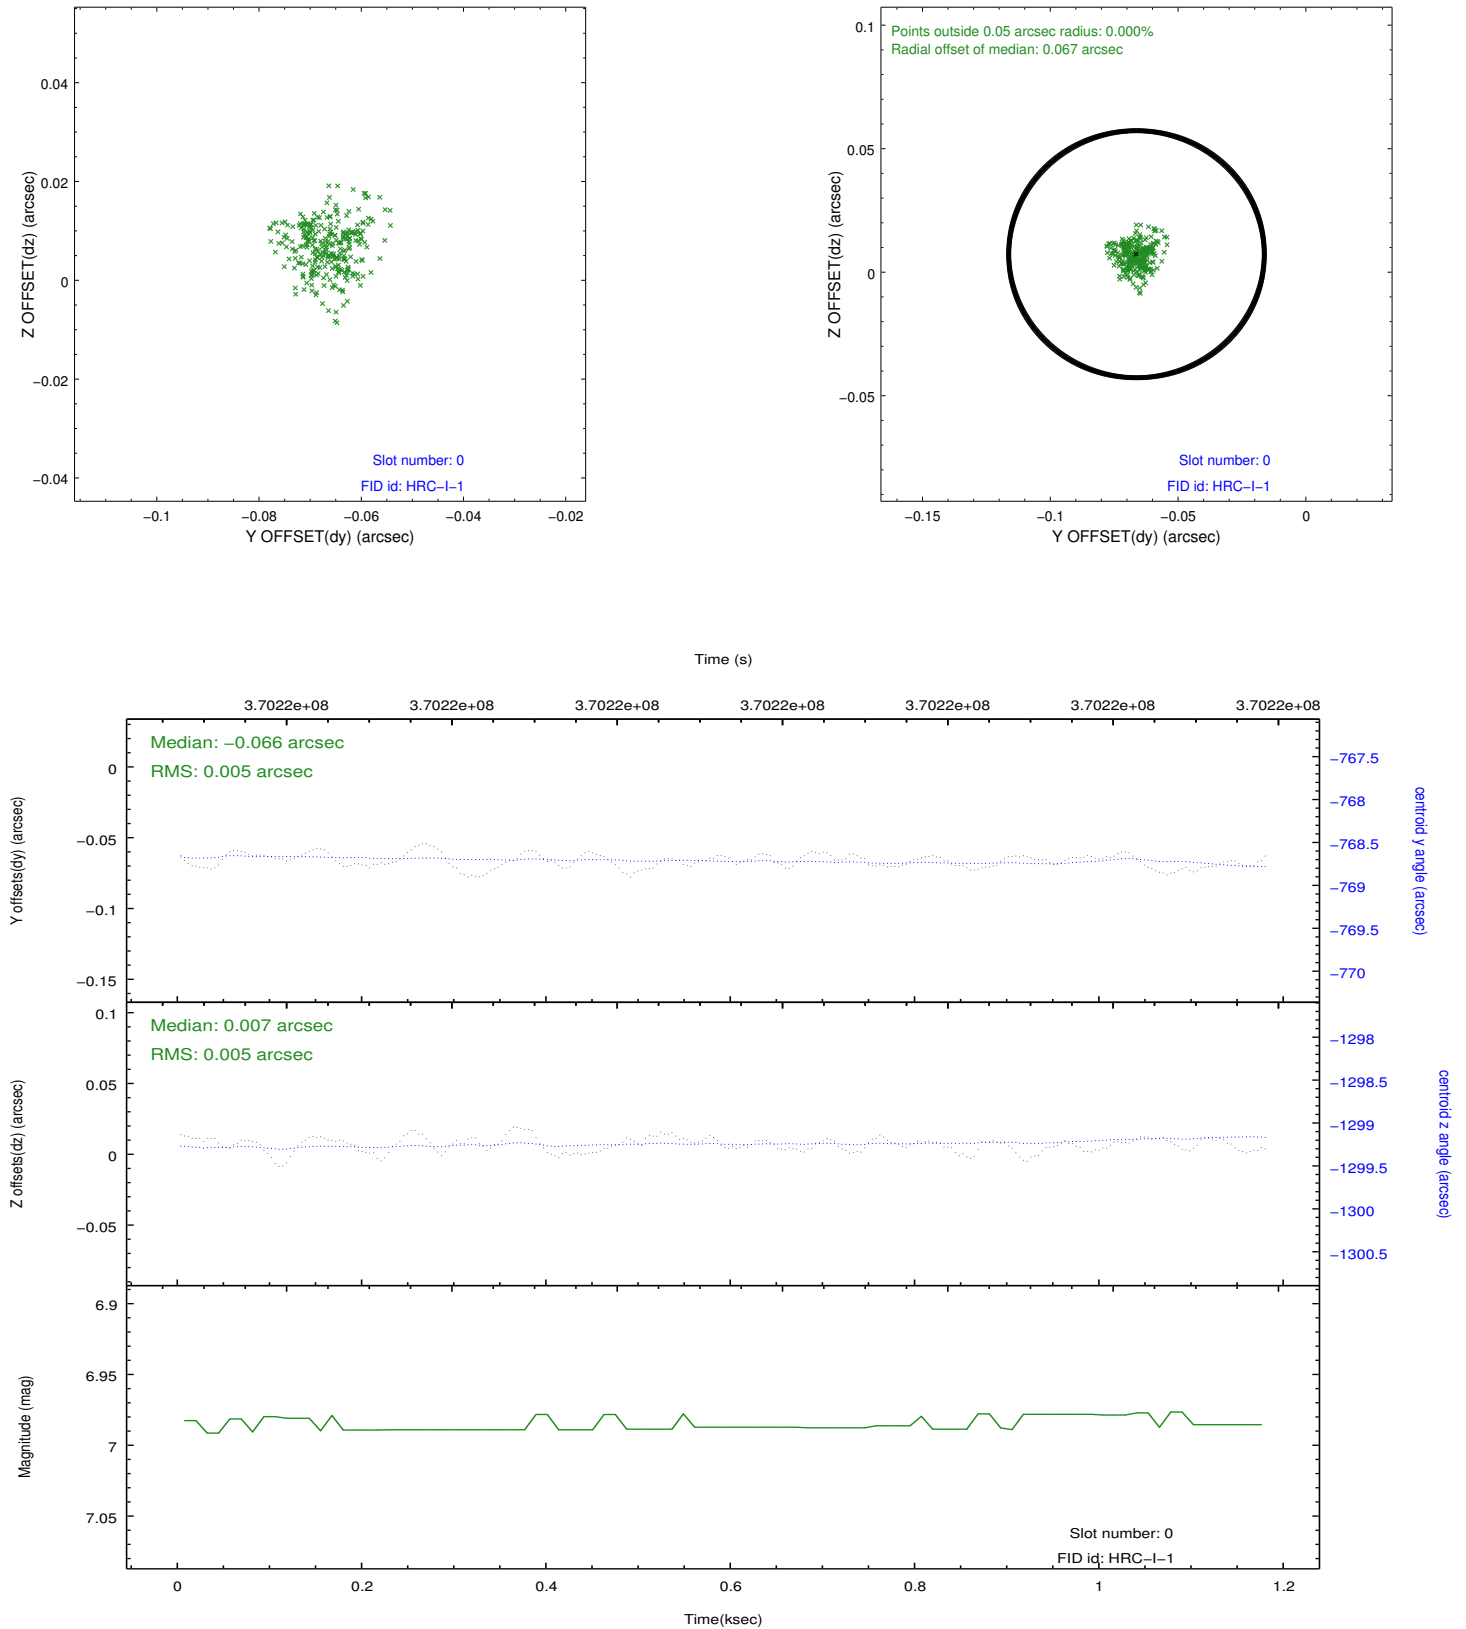 0.04
0.02
0
−0.02
−0.04
Z OFFSET(dz) (arcsec)
Slot number: 0
FID id: HRC−I−1
−0.1
−0.08
−0.06
−0.04
−0.02
Y OFFSET(dy) (arcsec)
Points outside 0.05 arcsec radius: 0.000%
Radial offset of median: 0.067 arcsec
0.1
0.05
0
−0.05
Z OFFSET(dz) (arcsec)
Slot number: 0
FID id: HRC−I−1
−0.15
−0.1
−0.05
0
Y OFFSET(dy) (arcsec)
Time (s)
3.7022e+08
3.7022e+08
3.7022e+08
3.7022e+08
3.7022e+08
3.7022e+08
3.7022e+08
Median: −0.066 arcsec
RMS: 0.005 arcsec
0
−0.05
−0.1
−0.15
Y offsets(dy) (arcsec)
−767.5
−768
−768.5
−769
−769.5
−770
centroid y angle (arcsec)
Median: 0.007 arcsec
RMS: 0.005 arcsec
0.1
0.05
0
−0.05
Z offsets(dz) (arcsec)
−1298
−1298.5
−1299
−1299.5
−1300
−1300.5
centroid z angle (arcsec)
6.9
6.95
7
7.05
Magnitude (mag)
Slot number: 0
FID id: HRC−I−1
0
0.2
0.4
0.6
0.8
1
1.2
Time(ksec)